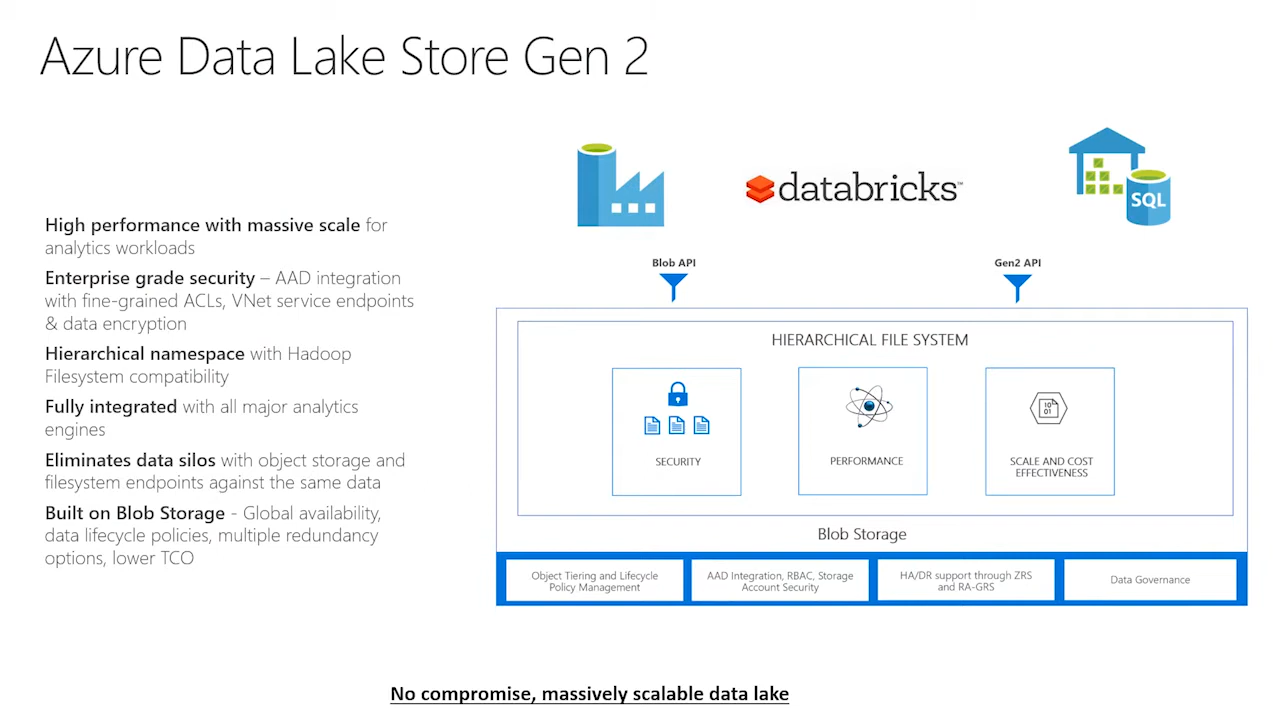 Azure Data Lake Store Gen 2
High performance with massive scale for
analytics workloads
Enterprise grade security – AAD integration
with fine-grained ACLs, VNet service endpoints
& data encryption
Hierarchical namespace with Hadoop
Filesystem compatibility
Fully integrated with all major analytics
engines
Eliminates data silos with object storage and
filesystem endpoints against the same data
Built on Blob Storage - Global availability,
data lifecycle policies, multiple redundancy
options, lower TCO
databricks™
SQL
Blob API
Gen2 API
HIERARCHICAL FILE SYSTEM
SECURITY
PERFORMANCE
10
01
SCALE AND COST
EFFECTIVENESS
Blob Storage
Object Tiering and Lifecycle
Policy Management
AAD Integration, RBAC, Storage
Account Security
HA/DR support through ZRS
and RA-GRS
Data Governance
No compromise, massively scalable data lake